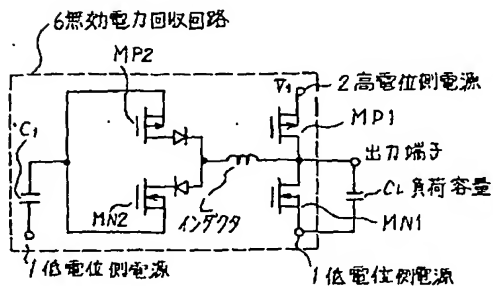 6無効電力回収回路
MP2
V1
2高電位側電源
MP1
C1
出力端子
CL負荷容量
MN2
L
インダクタ
MN1
1低電位側電源
1低電位側電源